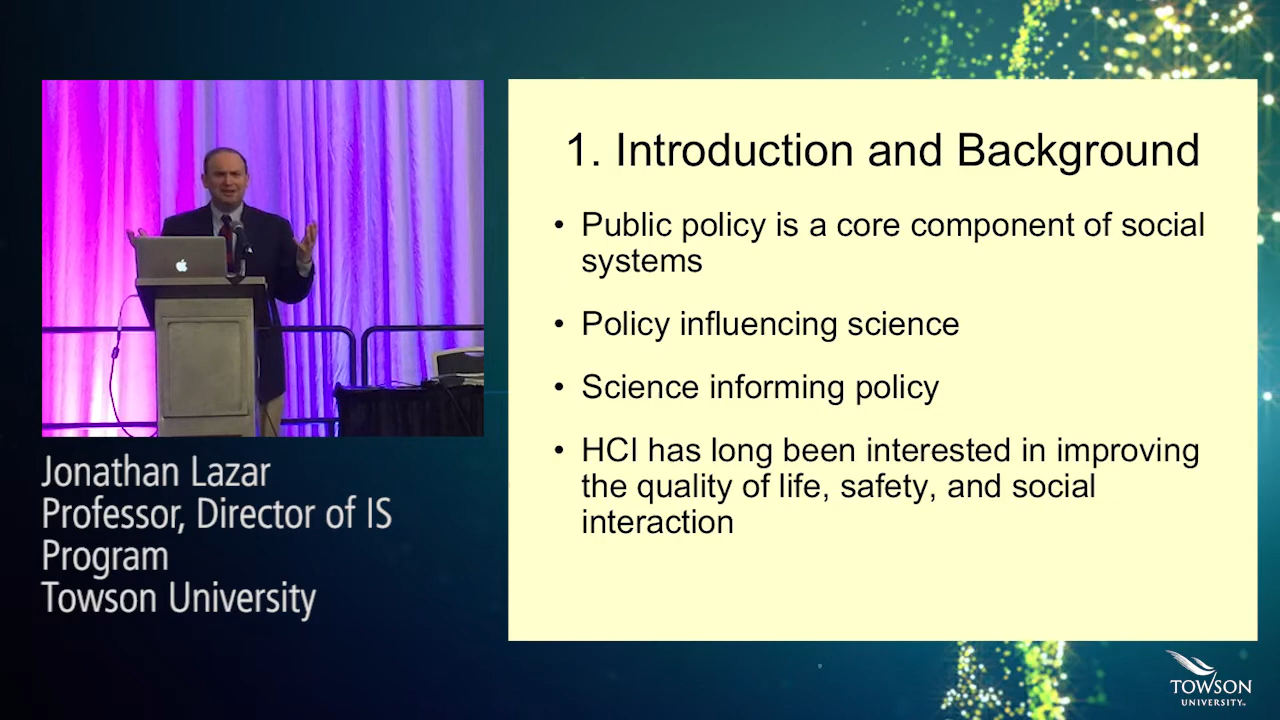 Jonathan Lazar
Professor, Director of IS
Program
Towson University
1. Introduction and Background
• Public policy is a core component of social
systems
• Policy influencing science
• Science informing policy
• HCI has long been interested in improving
the quality of life, safety, and social
interaction
TOWSON
UNIVERSITY